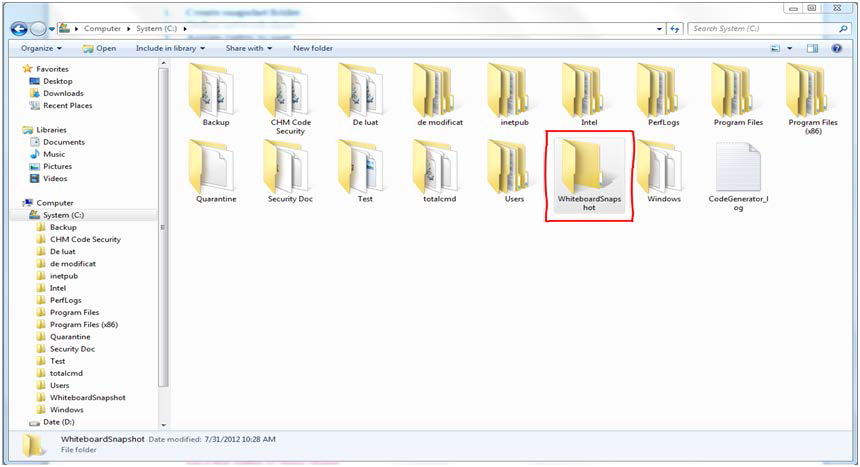 Computer ▸ System (C:) ▸
Search System (C:)
Organize Open Include in library Share with New folder
Favorites
Desktop
Downloads
Recent Places
Libraries
Documents
Music
Pictures
Videos
Computer
System (C:)
Backup
CHM Code Security
De luat
de modificat
inetpub
Intel
PerfLogs
Program Files
Program Files (x86)
Quarantine
Security Doc
Test
totalcmd
Users
WhiteboardSnapshot
Windows
Date (D:)
Backup
CHM Code
Security
De luat
de modificat
inetpub
Intel
PerfLogs
Program Files
Program Files
(x86)
Quarantine
Security Doc
Test
totalcmd
Users
WhiteboardSnaps
hot
Windows
CodeGenerator_l
og
WhiteboardSnapshot Date modified: 7/31/2012 10:28 AM
File folder